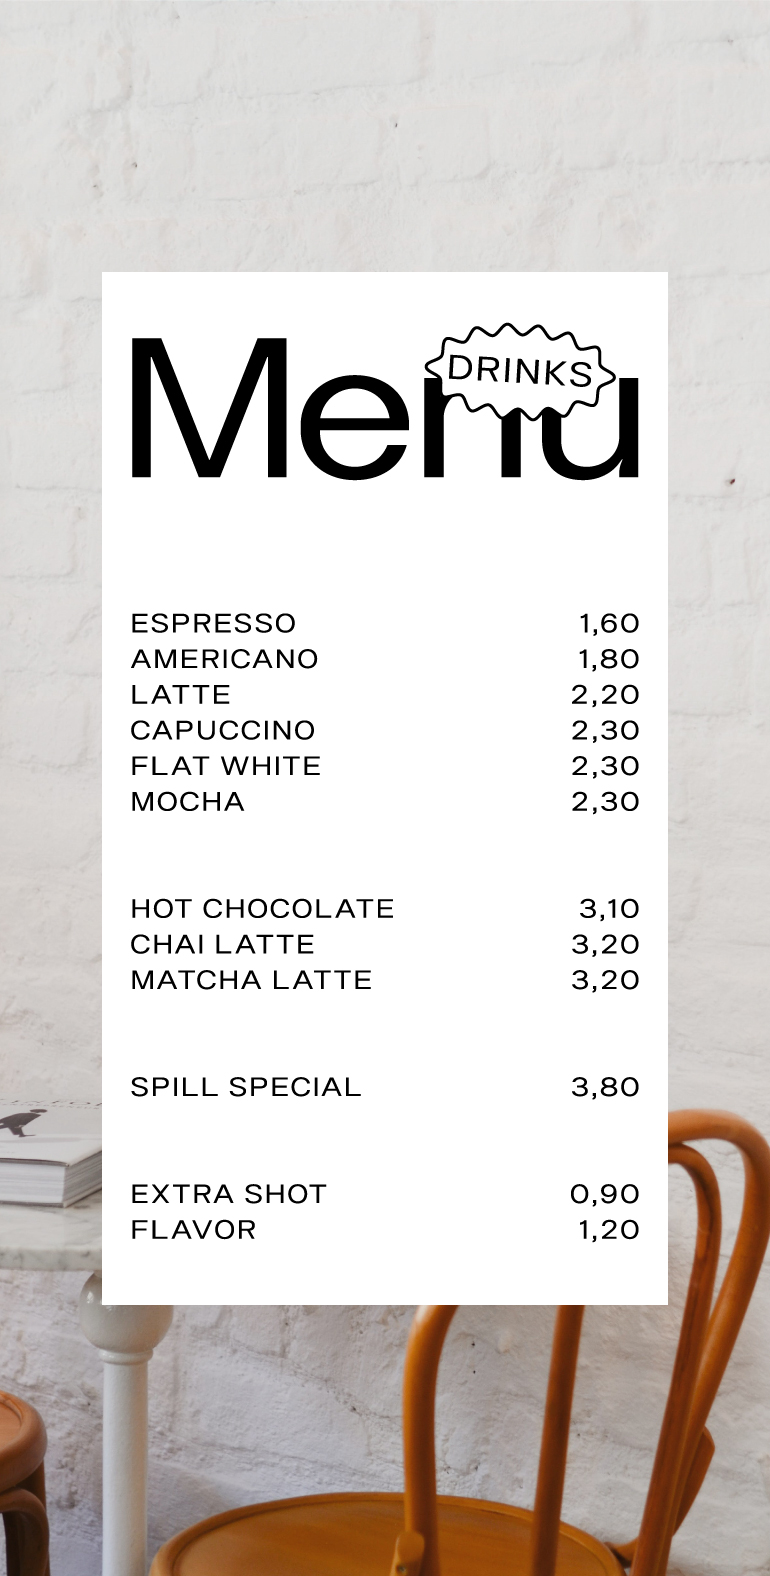 Menu
DRINKS
ESPRESSO 1,60
AMERICANO 1,80
LATTE 2,20
CAPUCCINO 2,30
FLAT WHITE 2,30
MOCHA 2,30
HOT CHOCOLATE 3,10
CHAI LATTE 3,20
MATCHA LATTE 3,20
SPILL SPECIAL 3,80
EXTRA SHOT 0,90
FLAVOR 1,20